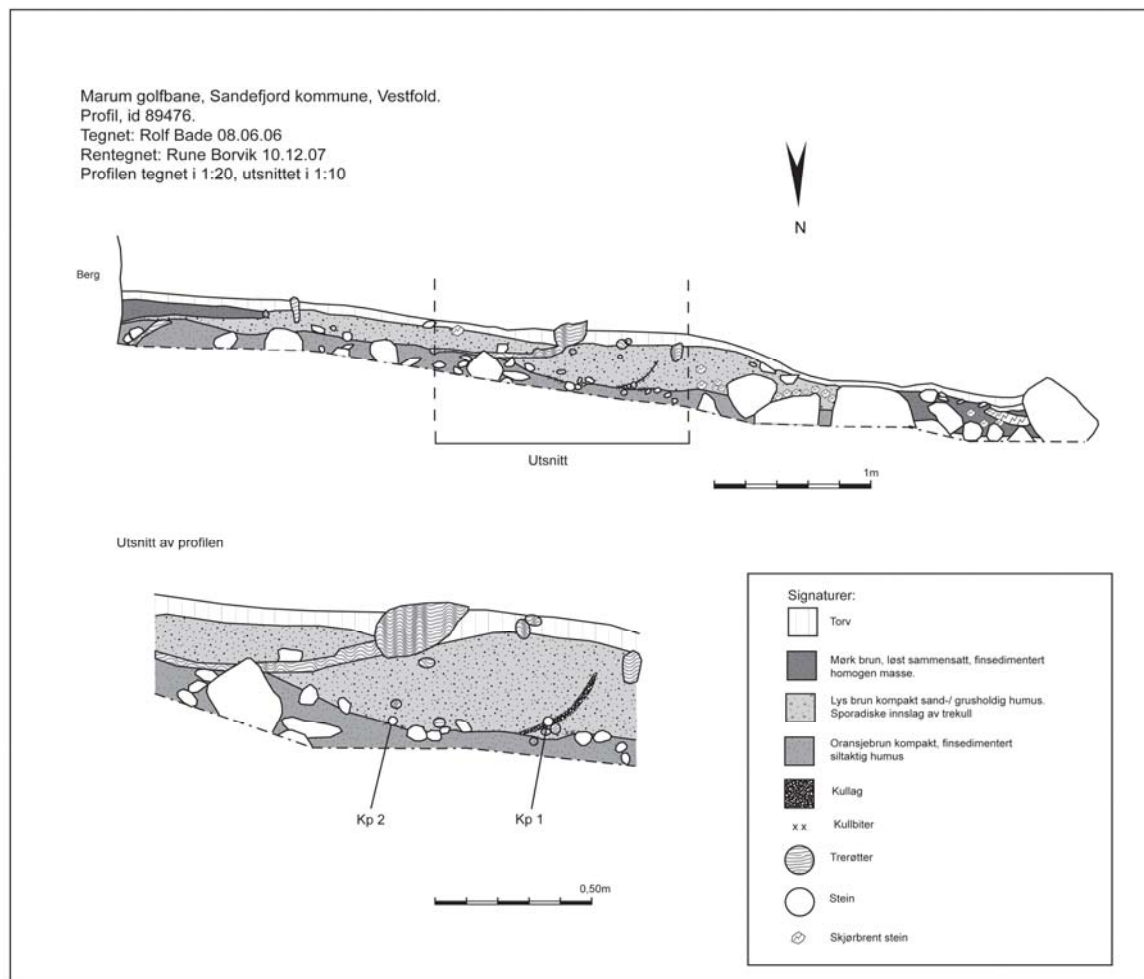 Marum golfbane, Sandefjord kommune, Vestfold.
Profil, id 89476.
Tegnet: Rolf Bade 08.06.06
Rentegnet: Rune Borvik 10.12.07
Profilen tegnet i 1:20, utsnittet i 1:10
N
Berg
Utsnitt
1m
Utsnitt av profilen
Kp 2
Kp 1
0,50m
Signaturer:
Torv
Mørk brun, løst sammensatt, finsedimentert
homogen masse.
Lys brun kompakt sand-/ grusholdig humus.
Sporadiske innslag av trekull
Oransjebrun kompakt, finsedimentert
siltaktig humus
Kullag
x x Kullbiter
Trerøtter
Stein
Skjørbrent stein